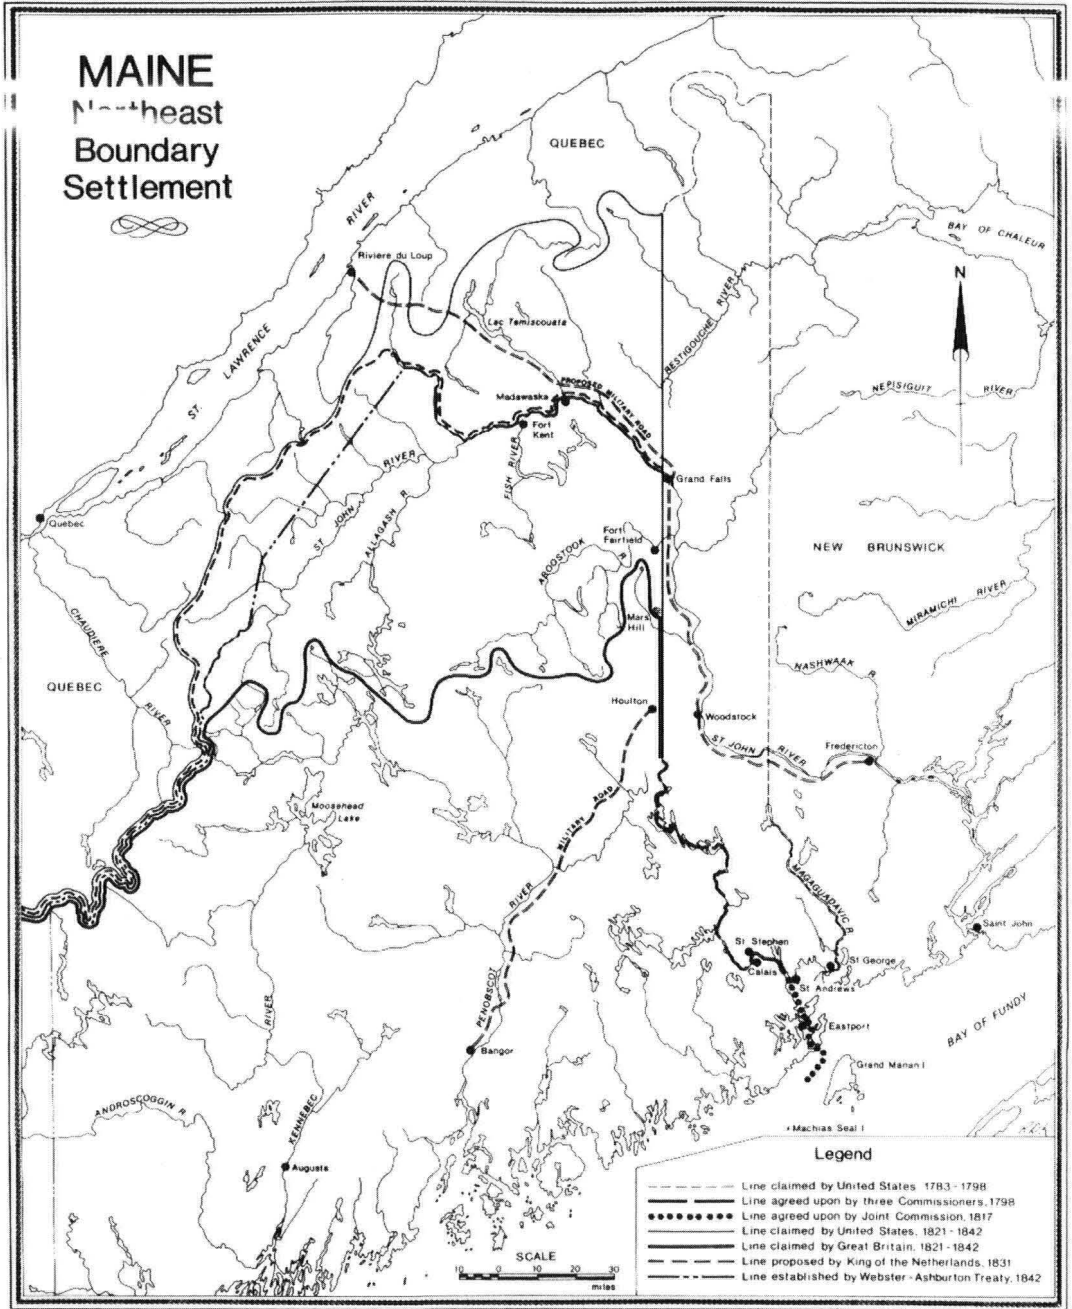 MAINE
Northeast
Boundary
Settlement
QUEBEC
RIVER
BAY OF CHALEUR
Riviere du Loup
N
RESTIGOUCHE RIVER
Lac Temiscouata
LAWRENCE
ST.
NEPISIGUIT RIVER
PROPOSED MILITARY ROAD
Madawaska
Fort
Kent
FISH RIVER
ST JOHN RIVER
ALLAGASH R.
Grand Falls
Quebec
Fort
Fairfield
AROOSTOOK R.
NEW BRUNSWICK
MIRAMICHI RIVER
Mars
Hill
CHAUDIERE
RIVER
NASHWAAK R.
QUEBEC
Houlton
Woodstock
ST JOHN RIVER
Fredericton
MILITARY ROAD
Moosehead
Lake
MAGAGUADAVIC R.
RIVER
PENOBSCOT
Saint John
St Stephen
Calais
St George
St Andrews
Eastport
BAY OF FUNDY
RIVER
KENNEBEC
Bangor
Grand Manan I
ANDROSCOGGIN R.
Machias Seal I
Augusta
Legend
Line claimed by United States 1783-1798
Line agreed upon by three Commissioners, 1798
Line agreed upon by Joint Commission, 1817
Line claimed by United States, 1821-1842
Line claimed by Great Britain, 1821-1842
Line proposed by King of the Netherlands, 1831
Line established by Webster-Ashburton Treaty, 1842
SCALE
10 0 10 20 30
miles